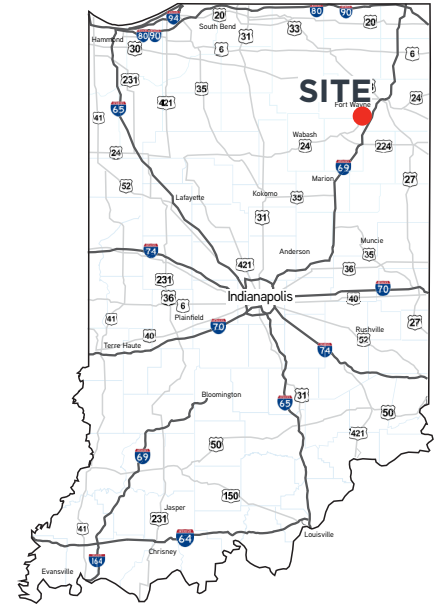 94
20
80
90
South Bend
33
20
Hammond
80
90
31
30
6
6
231
35
SITE
24
421
65
Fort Wayne
41
Wabash
24
24
224
69
Marion
27
52
Kokomo
35
Lafayette
31
Muncie
74
Anderson
35
421
36
231
70
Indianapolis
36
6
40
41
Plainfield
27
70
Rushville
40
52
Terre Haute
74
Bloomington
31
65
50
421
50
69
150
Jasper
231
41
Louisville
64
Chrisney
164
Evansville